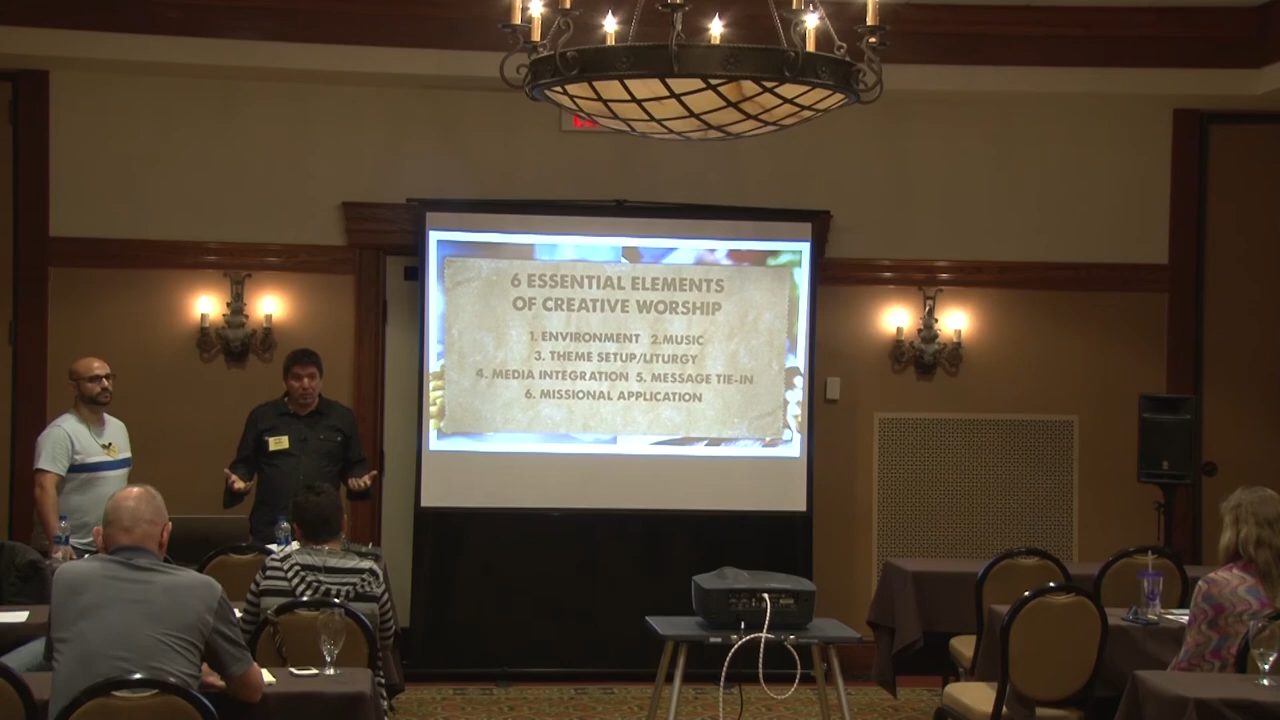 6 ESSENTIAL ELEMENTS
OF CREATIVE WORSHIP
1. ENVIRONMENT 2.MUSIC
3. THEME SETUP/LITURGY
4. MEDIA INTEGRATION 5. MESSAGE TIE-IN
6. MISSIONAL APPLICATION